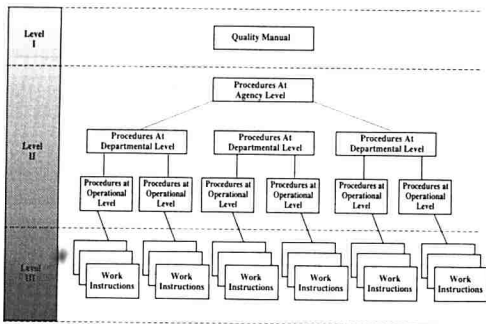 Level
I
Quality Manual
Level
II
Procedures At
Agency Level
Procedures At
Departmental Level
Procedures At
Departmental Level
Procedures At
Departmental Level
Procedures at
Operational
Level
Procedures at
Operational
Level
Procedures at
Operational
Level
Procedures at
Operational
Level
Procedures at
Operational
Level
Procedures at
Operational
Level
Level
III
Work
Instructions
Work
Instructions
Work
Instructions
Work
Instructions
Work
Instructions
Work
Instructions